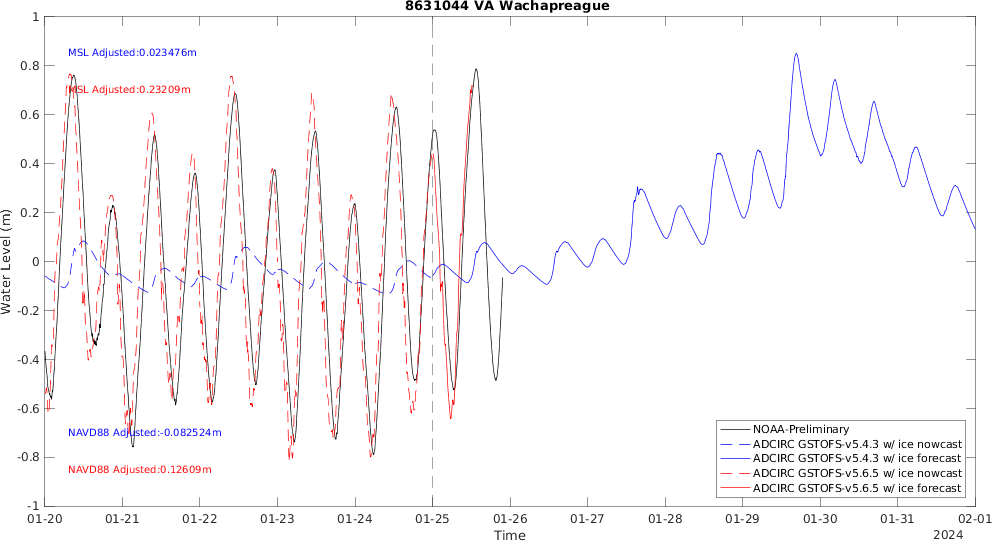 8631044 VA Wachapreague
1
0.8
0.6
0.4
0.2
0
-0.2
-0.4
-0.6
-0.8
-1
Water Level (m)
MSL Adjusted:0.023476m
MSL Adjusted:0.23209m
NAVD88 Adjusted:-0.082524m
NAVD88 Adjusted:0.12609m
NOAA-Preliminary
ADCIRC GSTOFS-v5.4.3 w/ ice nowcast
ADCIRC GSTOFS-v5.4.3 w/ ice forecast
ADCIRC GSTOFS-v5.6.5 w/ ice nowcast
ADCIRC GSTOFS-v5.6.5 w/ ice forecast
01-20 01-21 01-22 01-23 01-24 01-25 01-26 01-27 01-28 01-29 01-30 01-31 02-01
Time
2024